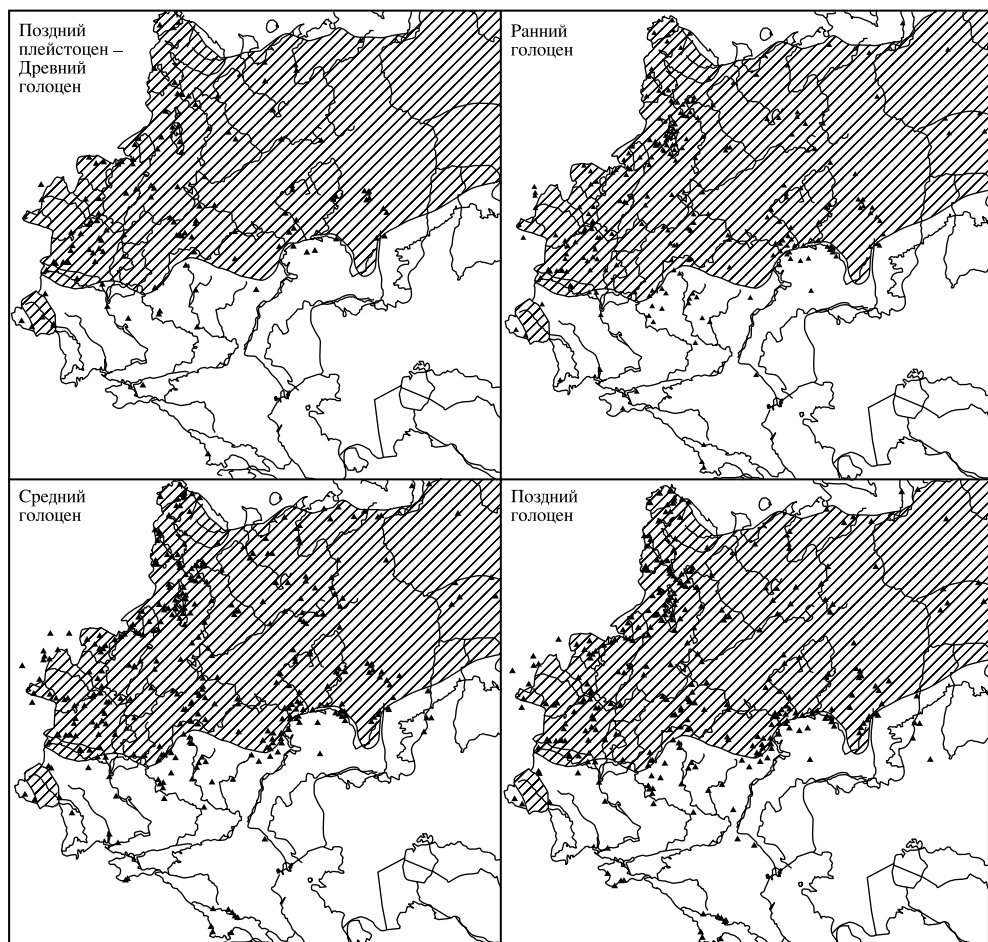 Поздний
плейстоцен –
Древний
голоцен
Ранний
голоцен
Средний
голоцен
Поздний
голоцен